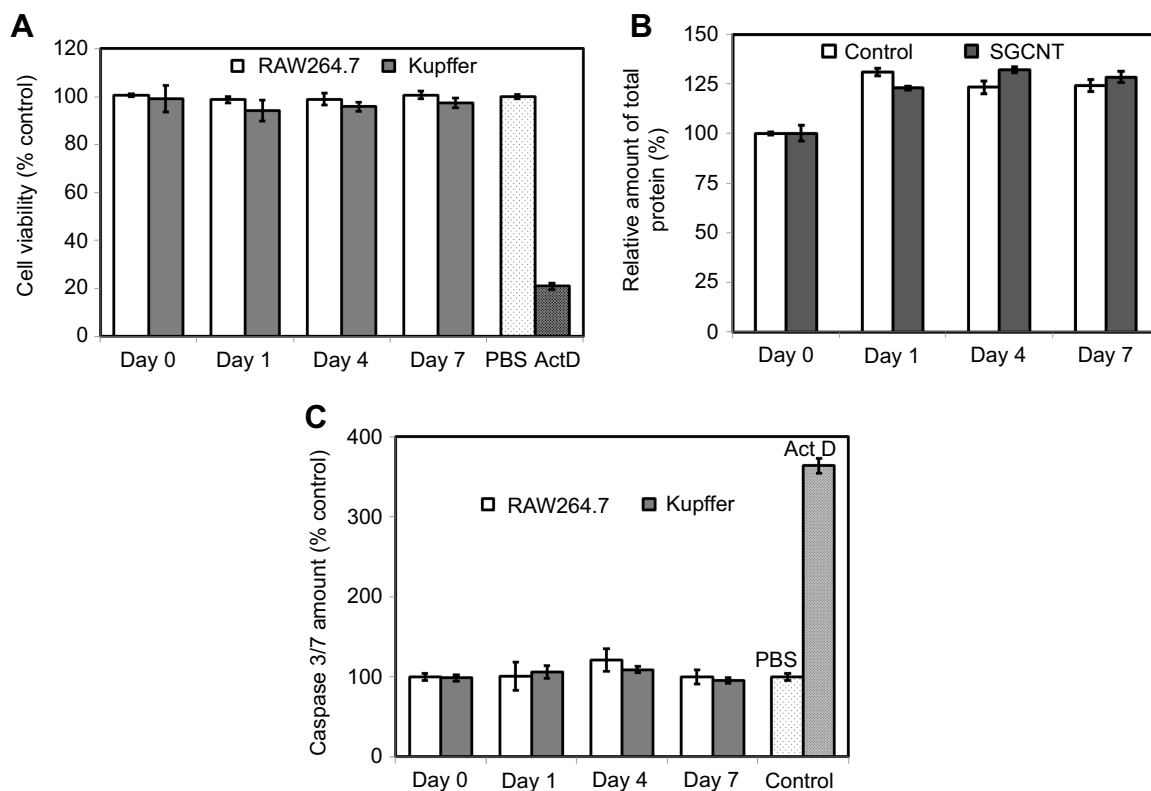 A
Cell viability (% control)
120
100
80
60
40
20
0
RAW264.7 Kupffer
Day 0 Day 1 Day 4 Day 7 PBS ActD
B
Relative amount of total
protein (%)
150
125
100
75
50
25
0
Control SGCNT
Day 0 Day 1 Day 4 Day 7
C
Caspase 3/7 amount (% control)
400
300
200
100
0
RAW264.7 Kupffer
Act D
PBS
Day 0 Day 1 Day 4 Day 7 Control